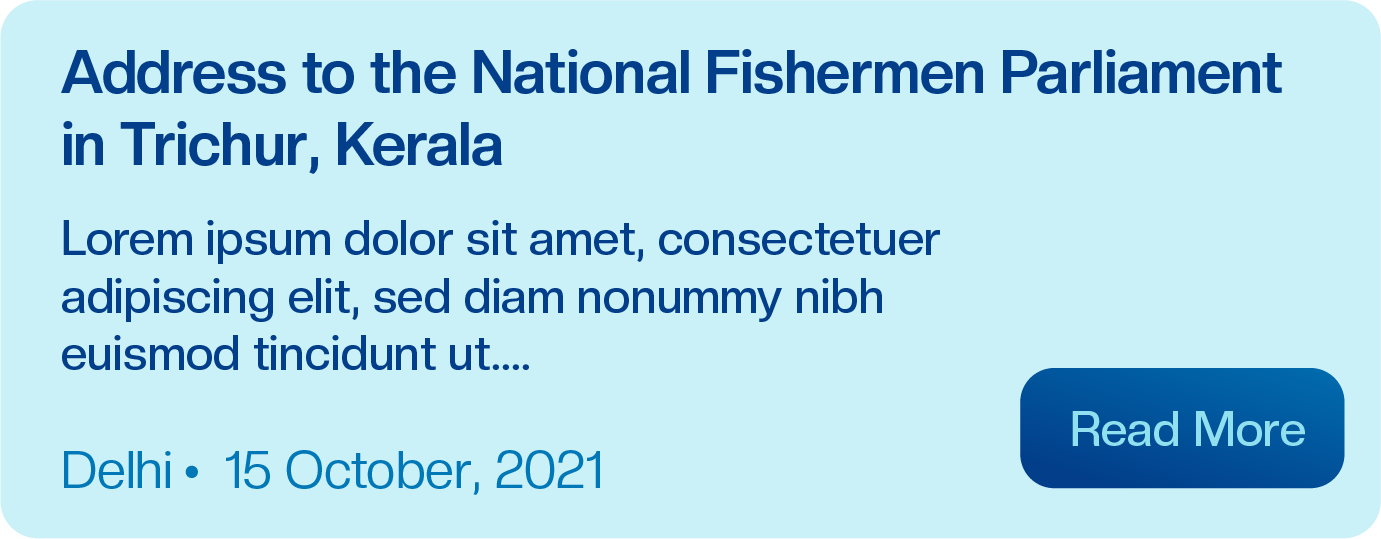 Address to the National Fishermen Parliament
in Trichur, Kerala
Lorem ipsum dolor sit amet, consectetuer
adipiscing elit, sed diam nonummy nibh
euismod tincidunt ut....
Delhi • 15 October, 2021
Read More